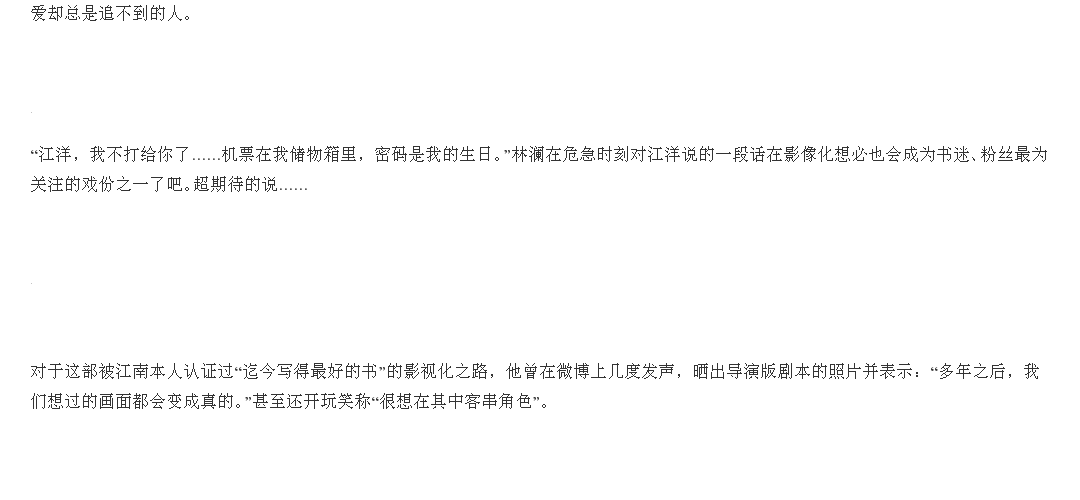 爱却总是追不到的人。
“江洋，我不打给你了……机票在我储物箱里，密码是我的生日。”林澜在危急时刻对江洋说的一段话在影像化想必也会成为书迷、粉丝最为
关注的戏份之一了吧。超期待的说……
对于这部被江南本人认证过“迄今写得最好的书”的影视化之路，他曾在微博上几度发声，晒出导演版剧本的照片并表示：“多年之后，我
们想过的画面都会变成真的。”甚至还开玩笑称“很想在其中客串角色”。